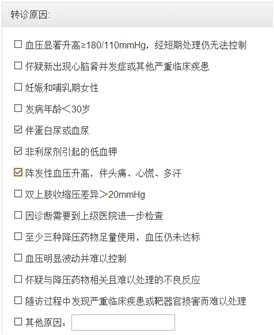 转诊原因:
血压显著升高≥180/110mmHg，经短期处理仍无法控制
怀疑新出现心脑肾并发症或其他严重临床疾患
妊娠和哺乳期女性
发病年龄＜30岁
伴蛋白尿或血尿
非利尿剂引起的低血钾
阵发性血压升高，伴头痛、心慌、多汗
双上肢收缩压差异＞20mmHg
因诊断需要到上级医院进一步检查
至少三种降压药物足量使用，血压仍未达标
血压明显波动并难以控制
怀疑与降压药物相关且难以处理的不良反应
随访过程中发现严重临床疾患或靶器官损害而难以处理
其他原因：